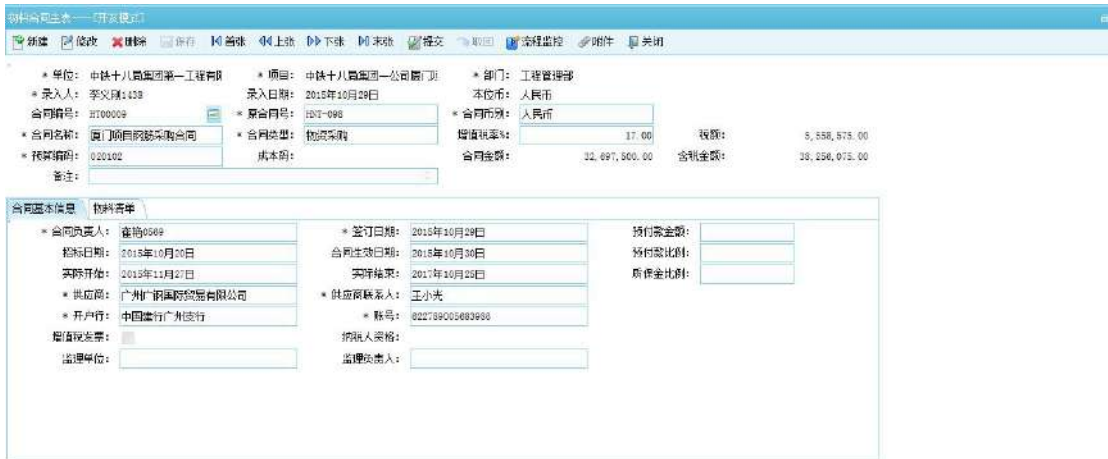 物料合同主表----[开发模式]
新建 修改 删除 保存 首张 上张 下张 末张 提交 取回 流程监控 附件 关闭
* 单位: 中铁十八局集团第一工程有限 * 项目: 中铁十八局集团一公司厦门 * 部门: 工程管理部
* 录入人: 1438 录入日期: 2015年10月29日 本位币: 人民币
合同编号: HT00009 * 原合同号: HNT-098 * 合同币别: 人民币
* 合同名称: 厦门项目钢筋采购合同 * 合同类型: 物资采购 增值税率%: 17.00 税额: 5,558,575.00
* 预算编码: 020102 成本码: 合同金额: 32,697,500.00 含税金额: 38,256,075.00
备注:
合同基本信息 物料清单
* 合同负责人: 崔艳0569 * 签订日期: 2015年10月29日 预付款金额:
招标日期: 2015年10月20日 合同生效日期: 2015年10月30日 预付款比例:
实际开始: 2015年11月27日 实际结束: 2017年10月25日 质保金比例:
* 供应商: 广州广钢国际贸易有限公司 * 供应商联系人: 王小光
* 开户行: 中国建行广州支行 * 账号: 622789005683986
增值税发票: 纳税人资格:
监理单位: 监理负责人: